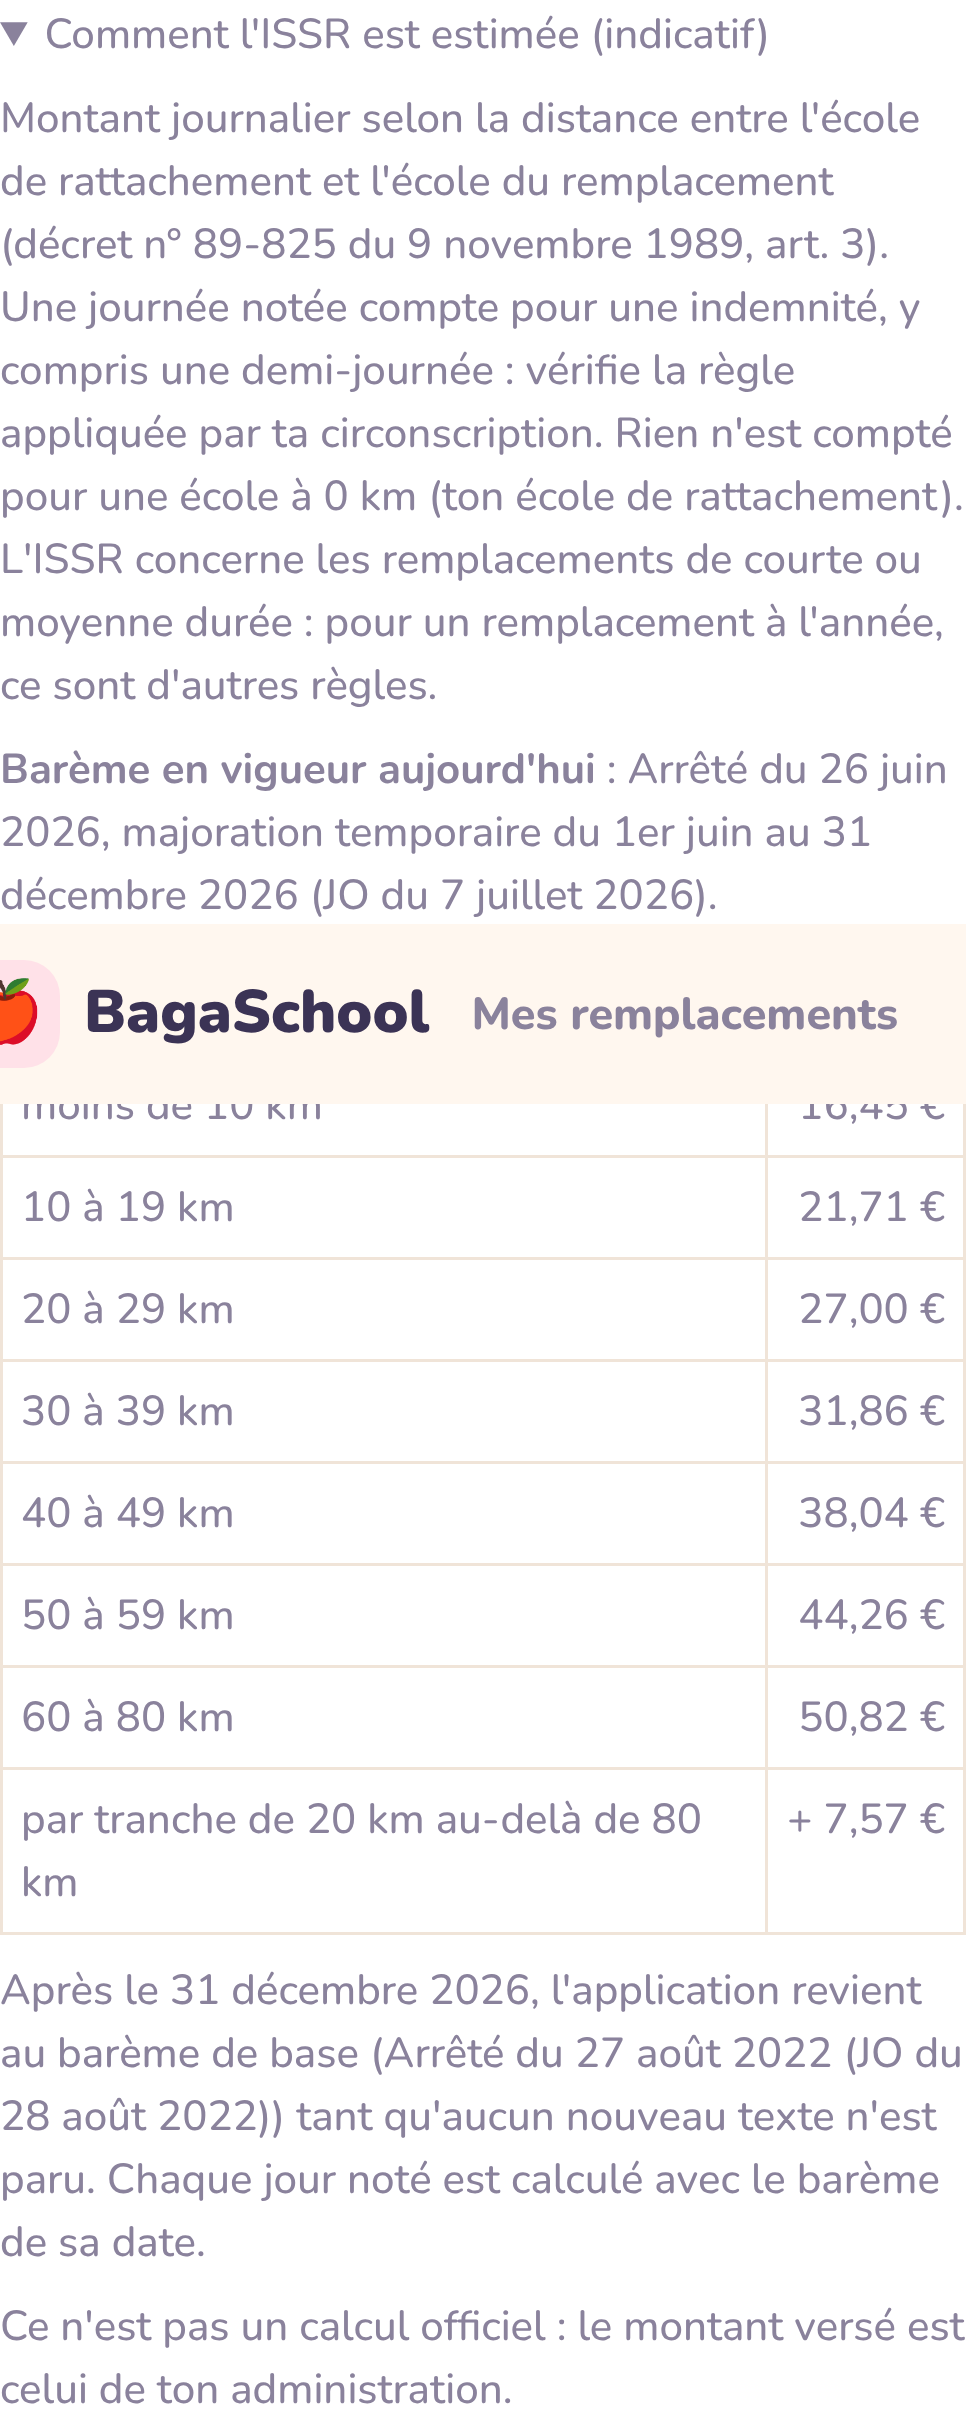 ▼ Comment l'ISSR est estimée (indicatif)
Montant journalier selon la distance entre l'école
de rattachement et l'école du remplacement
(décret n° 89-825 du 9 novembre 1989, art. 3).
Une journée notée compte pour une indemnité, y
compris une demi-journée : vérifie la règle
appliquée par ta circonscription. Rien n'est compté
pour une école à 0 km (ton école de rattachement).
L'ISSR concerne les remplacements de courte ou
moyenne durée : pour un remplacement à l'année,
ce sont d'autres règles.
Barème en vigueur aujourd'hui : Arrêté du 26 juin
2026, majoration temporaire du 1er juin au 31
décembre 2026 (JO du 7 juillet 2026).
BagaSchool Mes remplacements
moins de 10 km 16,45 €
10 à 19 km 21,71 €
20 à 29 km 27,00 €
30 à 39 km 31,86 €
40 à 49 km 38,04 €
50 à 59 km 44,26 €
60 à 80 km 50,82 €
par tranche de 20 km au-delà de 80 + 7,57 €
km
Après le 31 décembre 2026, l'application revient
au barème de base (Arrêté du 27 août 2022 (JO du
28 août 2022)) tant qu'aucun nouveau texte n'est
paru. Chaque jour noté est calculé avec le barème
de sa date.
Ce n'est pas un calcul officiel : le montant versé est
celui de ton administration.